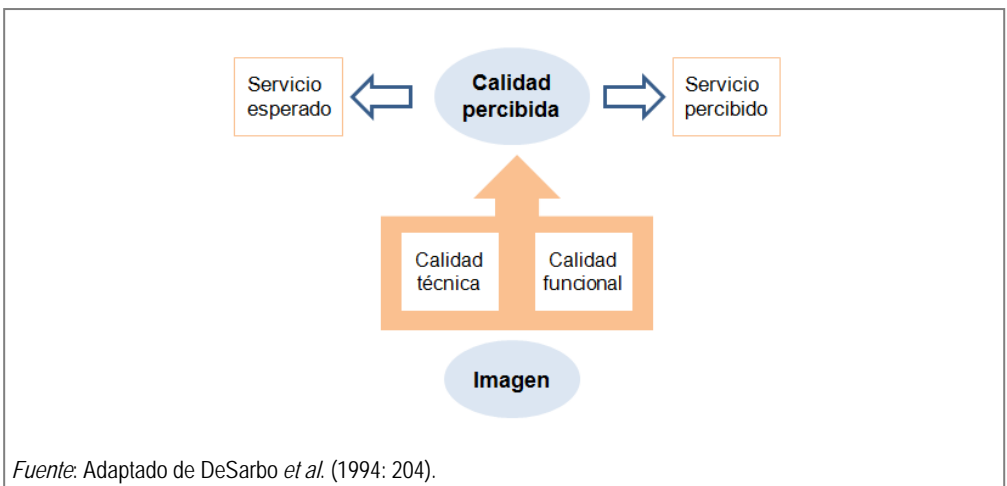 Servicio
esperado
Calidad
percibida
Servicio
percibido
Calidad
técnica
Calidad
funcional
Imagen
Fuente: Adaptado de DeSarbo et al. (1994: 204).